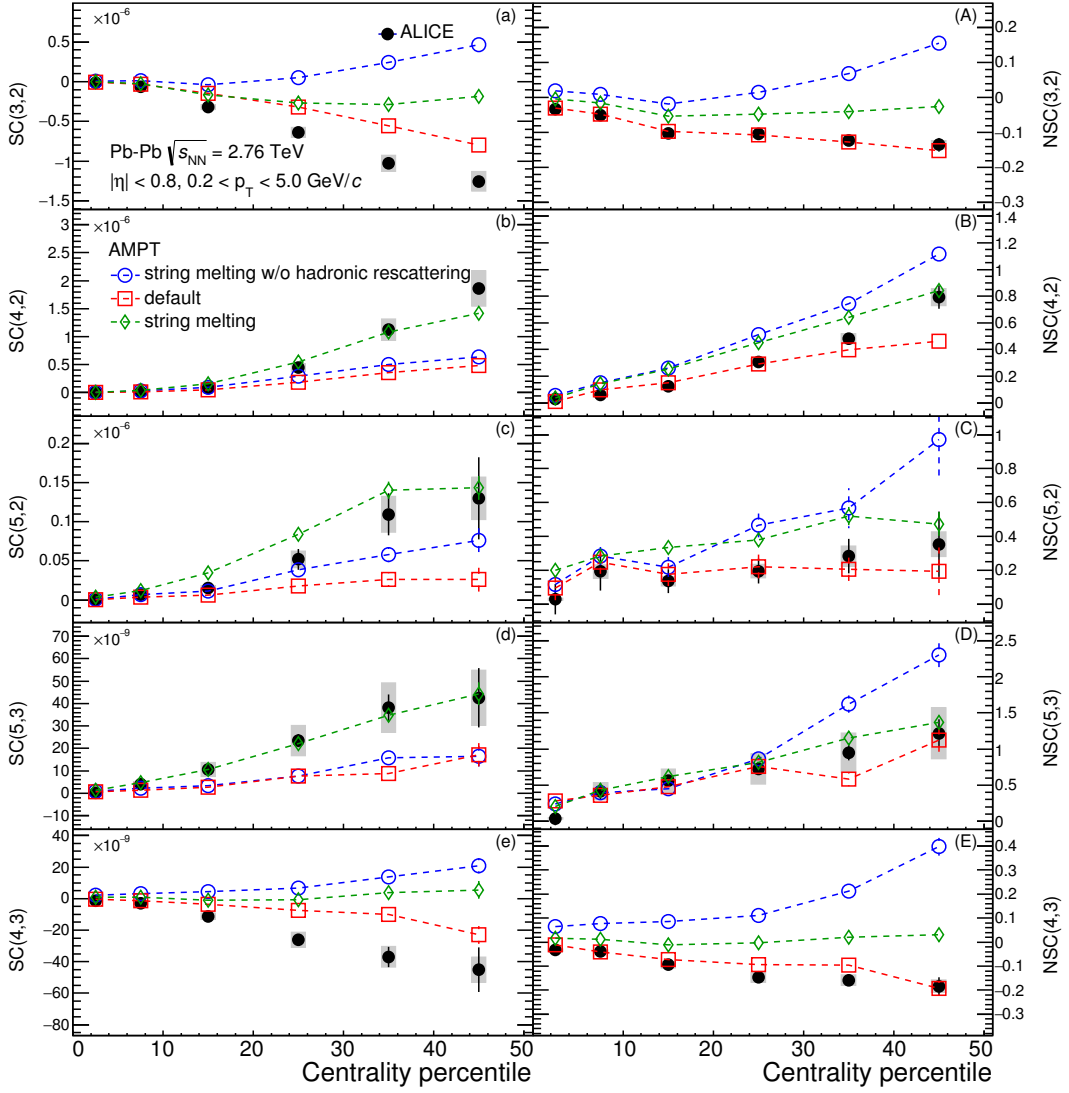 ×10⁻⁶
(a)
ALICE
(A)
SC(3,2)
0.5
0
−0.5
−1
−1.5
Pb-Pb √s_NN = 2.76 TeV
|η| < 0.8, 0.2 < p_T < 5.0 GeV/c
0.2
0.1
0
−0.1
−0.2
−0.3
NSC(3,2)
×10⁻⁶
(b)
(B)
SC(4,2)
3
2.5
2
1.5
1
0.5
0
AMPT
string melting w/o hadronic rescattering
default
string melting
1.4
1.2
1
0.8
0.6
0.4
0.2
0
NSC(4,2)
×10⁻⁶
(c)
(C)
SC(5,2)
0.2
0.15
0.1
0.05
0
1
0.8
0.6
0.4
0.2
0
NSC(5,2)
×10⁻⁹
(d)
(D)
SC(5,3)
70
60
50
40
30
20
10
0
−10
2.5
2
1.5
1
0.5
0
NSC(5,3)
×10⁻⁹
(e)
(E)
SC(4,3)
40
20
0
−20
−40
−60
−80
0.4
0.3
0.2
0.1
0
−0.1
−0.2
−0.3
NSC(4,3)
0 10 20 30 40 50
10 20 30 40 50
Centrality percentile
Centrality percentile